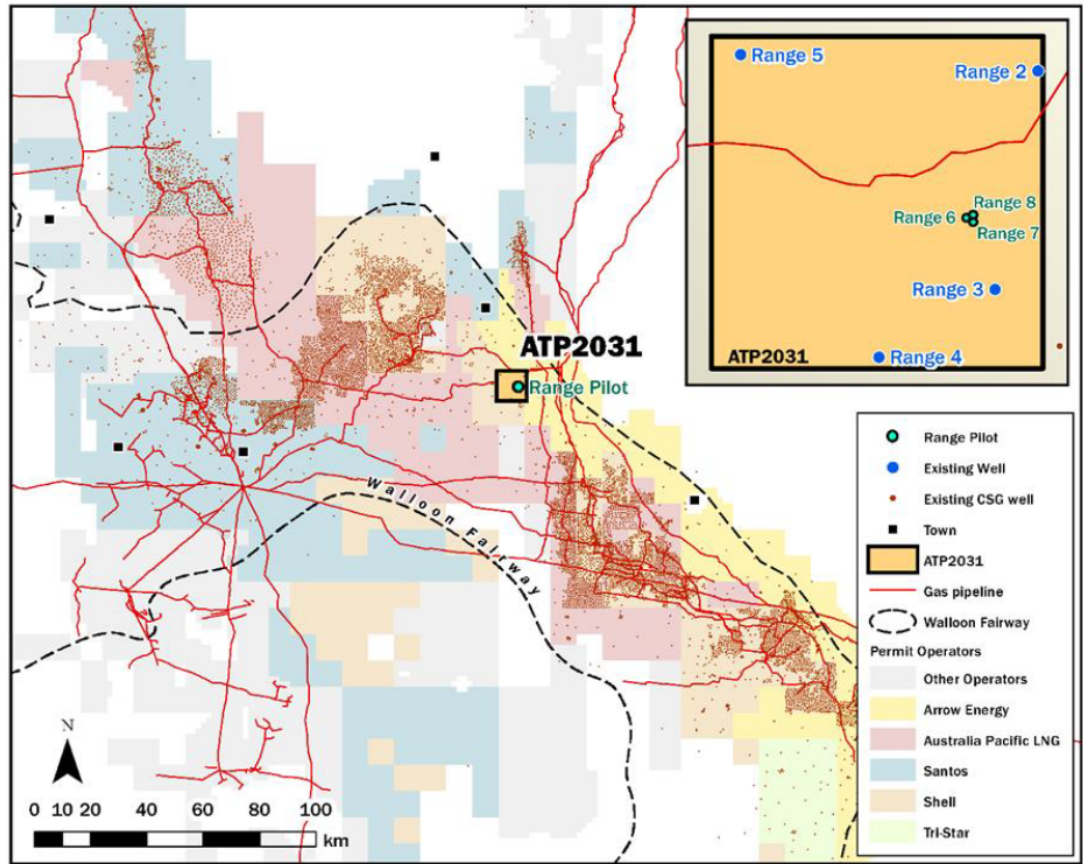 Range 5
Range 2
Range 8
Range 6
Range 7
Range 3
Range 4
ATP2031
ATP2031
Range Pilot
Walloon Fairway
Range Pilot
Existing Well
Existing CSG well
Town
ATP2031
Gas pipeline
Walloon Fairway
Permit Operators
Other Operators
Arrow Energy
Australia Pacific LNG
Santos
Shell
Tri-Star
N
0 10 20 40 60 80 100
km